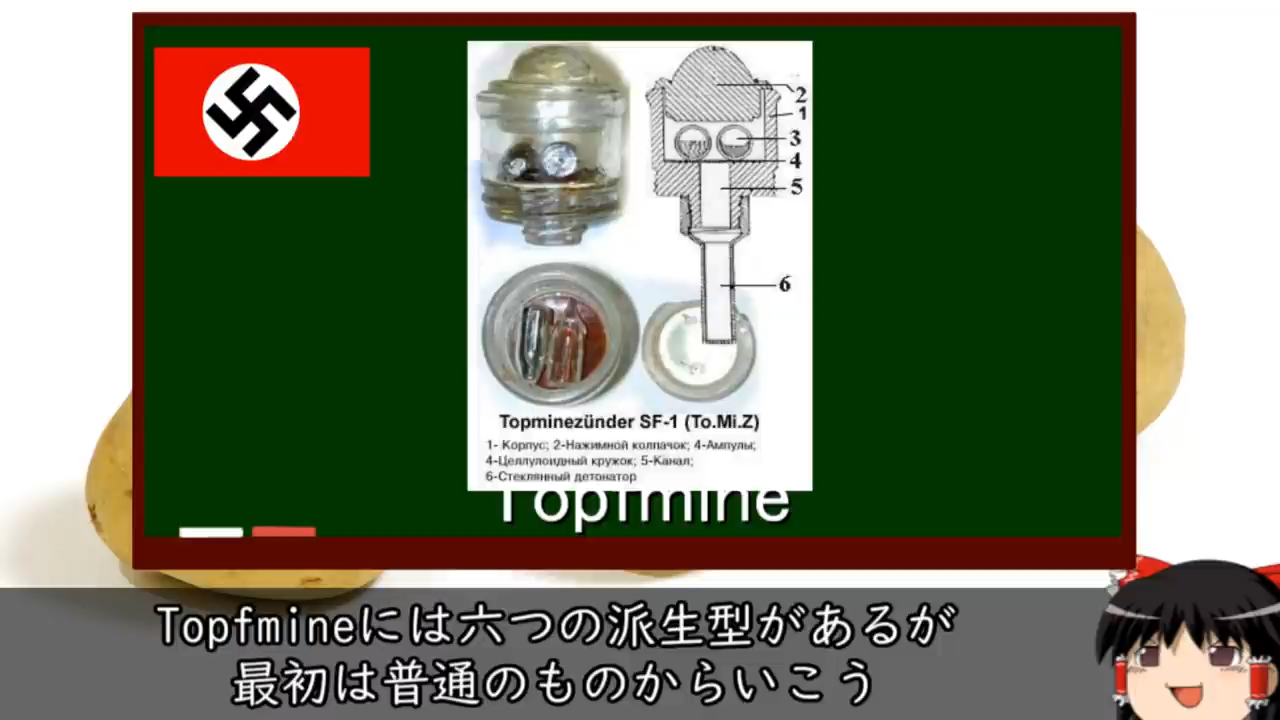 2
1
3
4
5
6
Topminezünder SF-1 (To.Mi.Z)
1- Корпус; 2-Нажимной колпачок; 4-Ампулы;
4-Целлулоидный кружок; 5-Канал;
6-Стеклянный детонатор
Topfmine
Topfmineには六つの派生型があるが
最初は普通のものからいこう